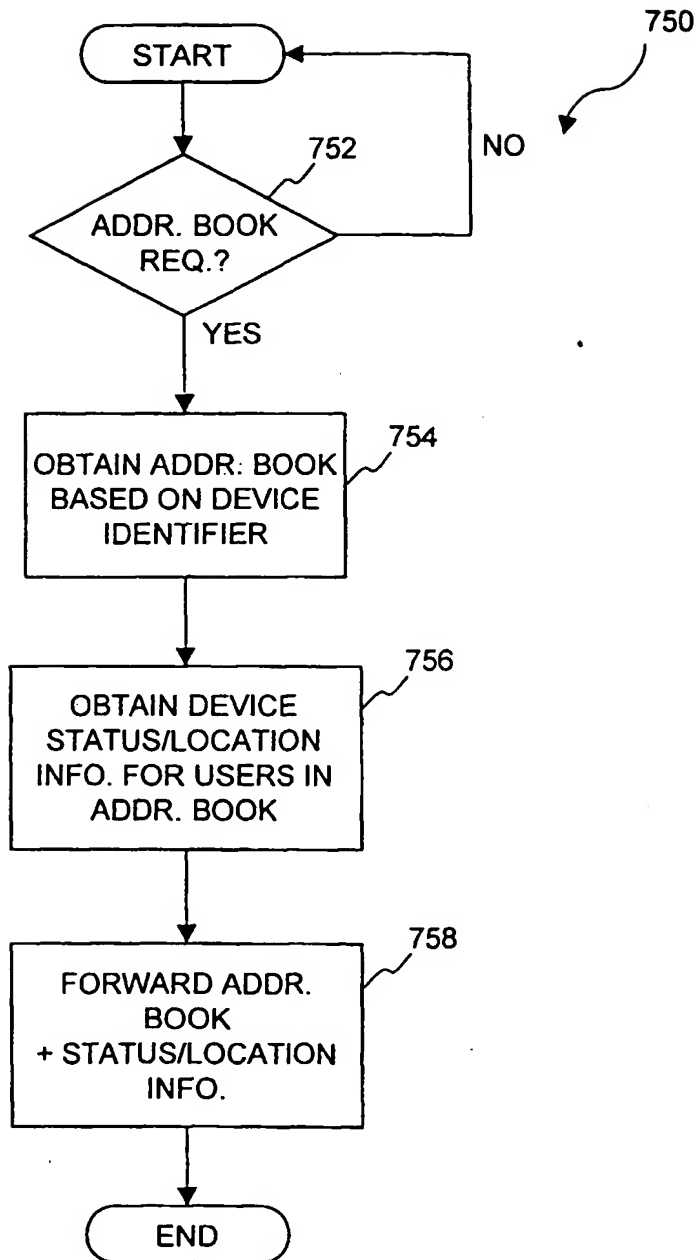 750
START
NO
752
ADDR. BOOK
REQ.?
YES
754
OBTAIN ADDR. BOOK
BASED ON DEVICE
IDENTIFIER
756
OBTAIN DEVICE
STATUS/LOCATION
INFO. FOR USERS IN
ADDR. BOOK
758
FORWARD ADDR.
BOOK
+ STATUS/LOCATION
INFO.
END